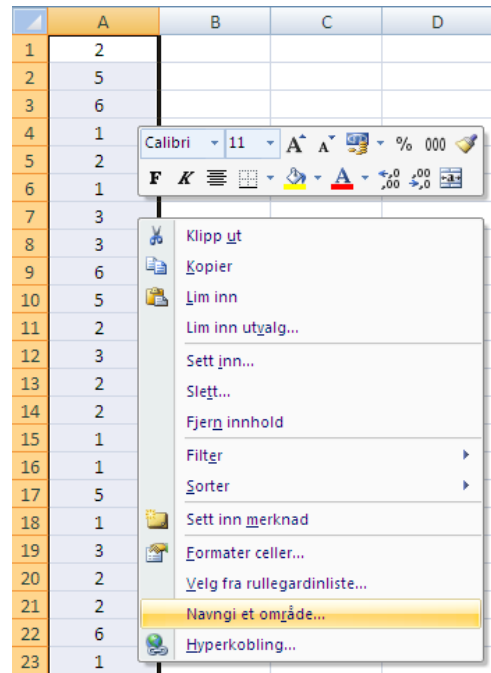 A B C D
1 2
2 5
3 6
4 1
Calibri 11 A A % 000
5 2
F K A ,00 ,00 a
6 1
7 3
8 3
Klipp ut
9 6
Kopier
10 5
Lim inn
11 2
Lim inn utvalg...
12 3
Sett inn...
13 2
Slett...
14 2
Fjern innhold
15 1
Filter
16 1
Sorter
17 5
18 1
Sett inn merknad
19 3
Formater celler...
20 2
Velg fra rullegardinliste...
21 2
Navngi et område...
22 6
Hyperkobling...
23 1